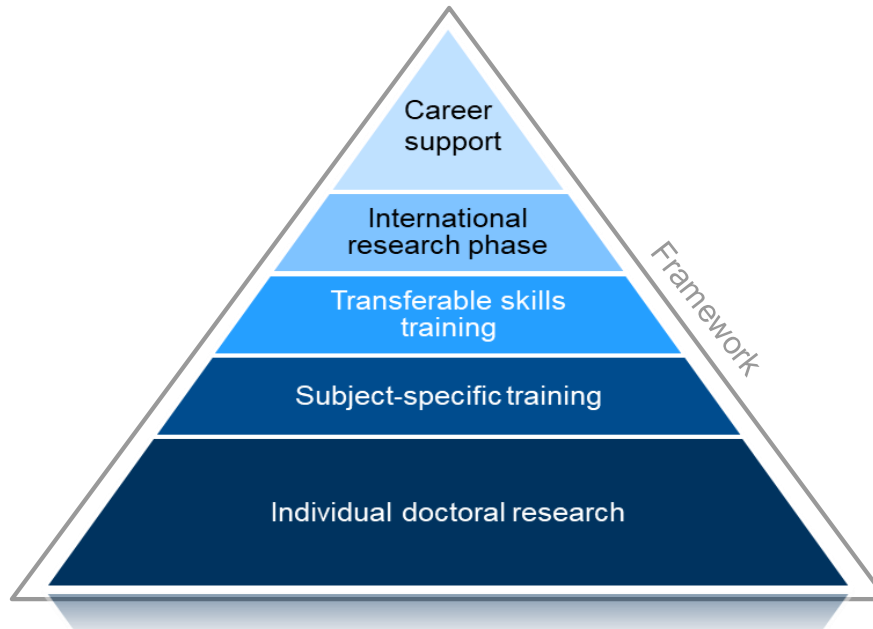 Career
support
International
research phase
Framework
Transferable skills
training
Subject-specific training
Individual doctoral research